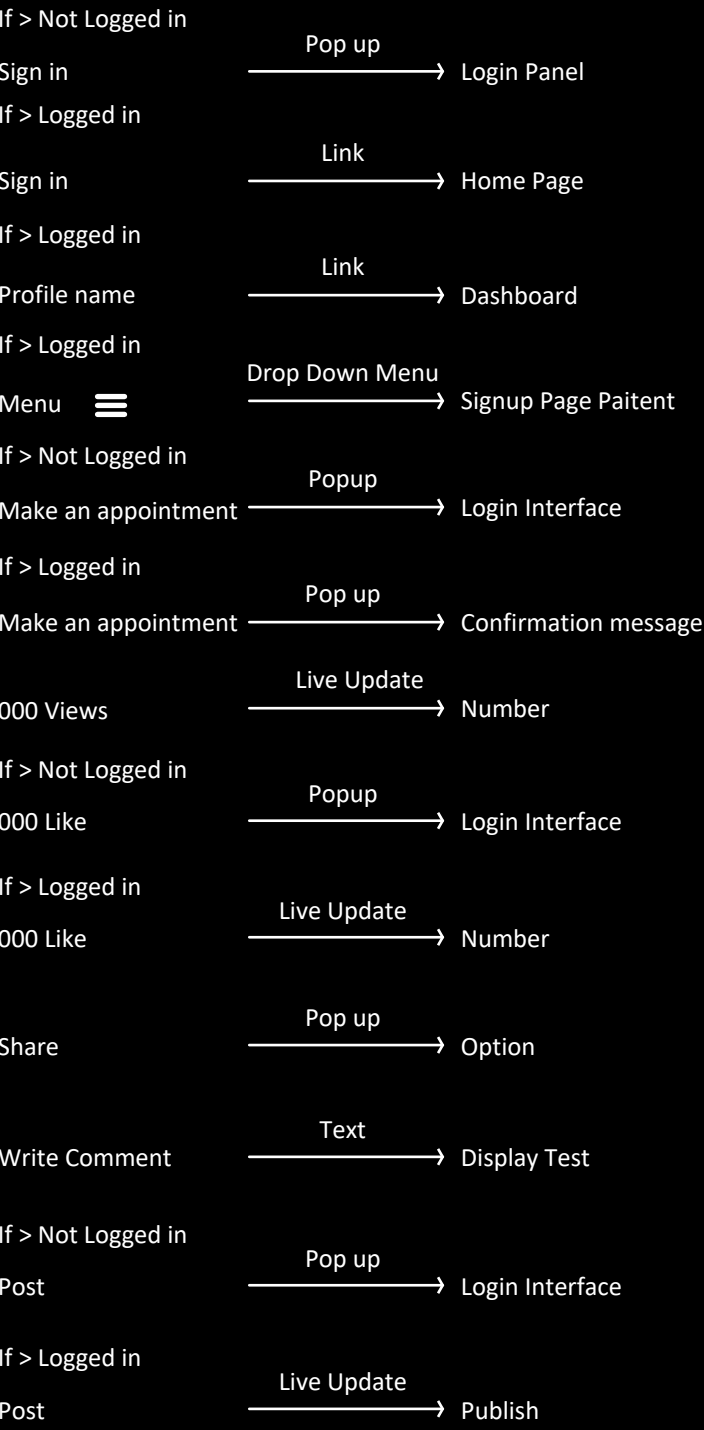 If > Not Logged in
Pop up
Sign in Login Panel
If > Logged in
Link
Sign in Home Page
If > Logged in
Link
Profile name Dashboard
If > Logged in
Drop Down Menu
Menu Signup Page Paitent
If > Not Logged in
Popup
Make an appointment Login Interface
If > Logged in
Pop up
Make an appointment Confirmation message
Live Update
000 Views Number
If > Not Logged in
Popup
000 Like Login Interface
If > Logged in
Live Update
000 Like Number
Pop up
Share Option
Text
Write Comment Display Test
If > Not Logged in
Pop up
Post Login Interface
If > Logged in
Live Update
Post Publish